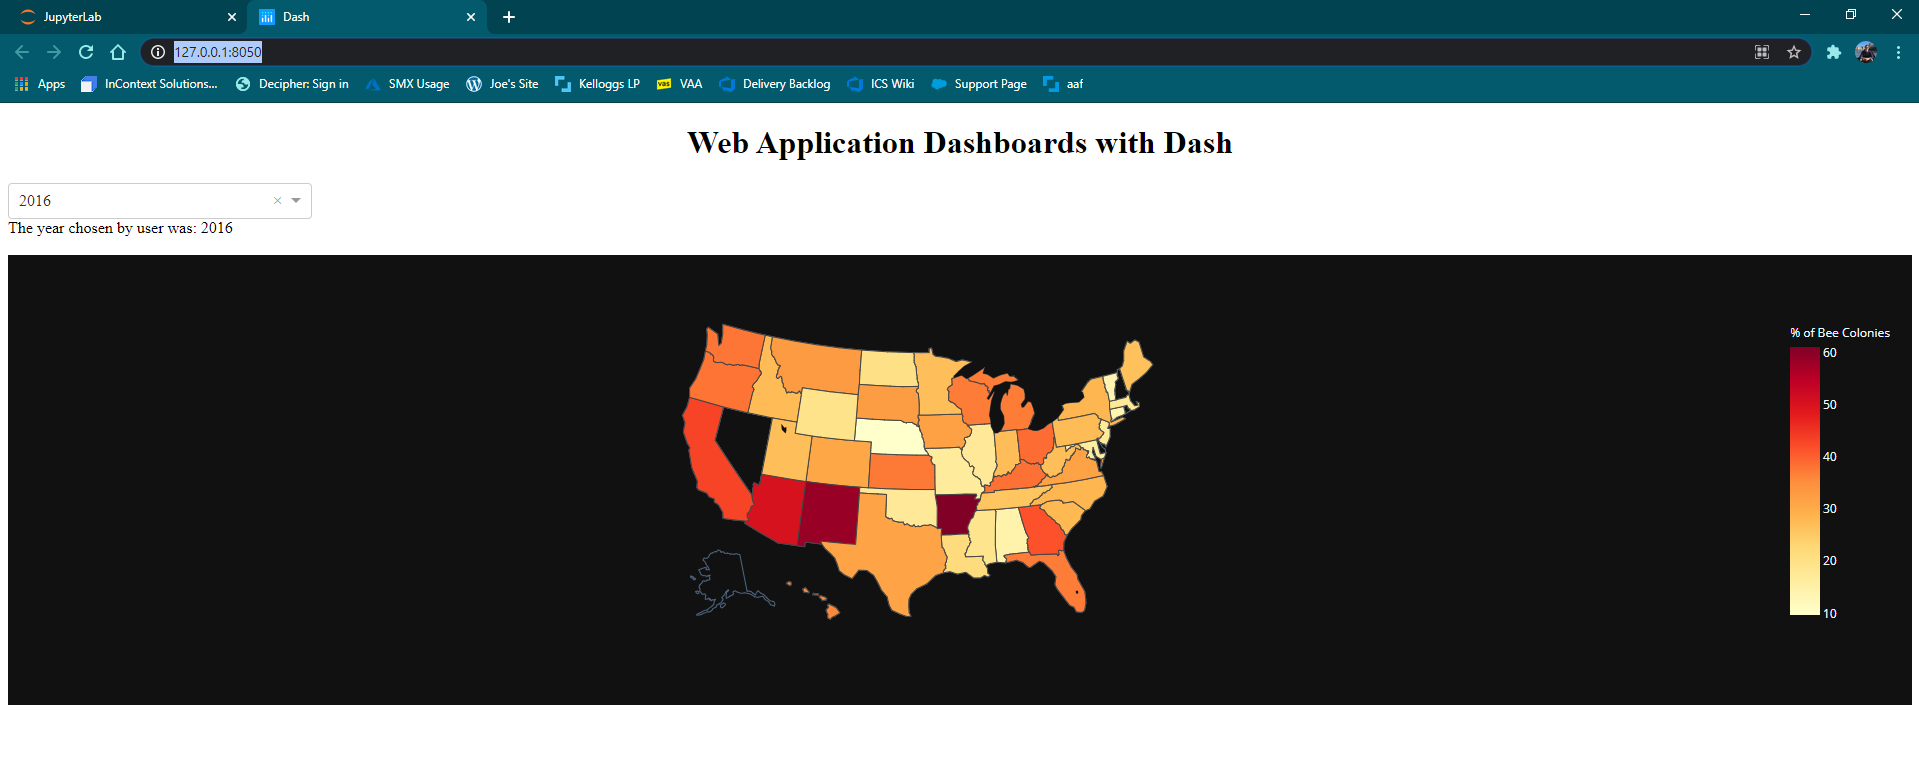 JupyterLab
Dash
127.0.0.1:8050
Apps
InContext Solutions...
Decipher: Sign in
SMX Usage
Joe's Site
Kelloggs LP
vas
VAA
Delivery Backlog
ICS Wiki
Support Page
aaf
Web Application Dashboards with Dash
2016
The year chosen by user was: 2016
% of Bee Colonies
60
50
40
30
20
10